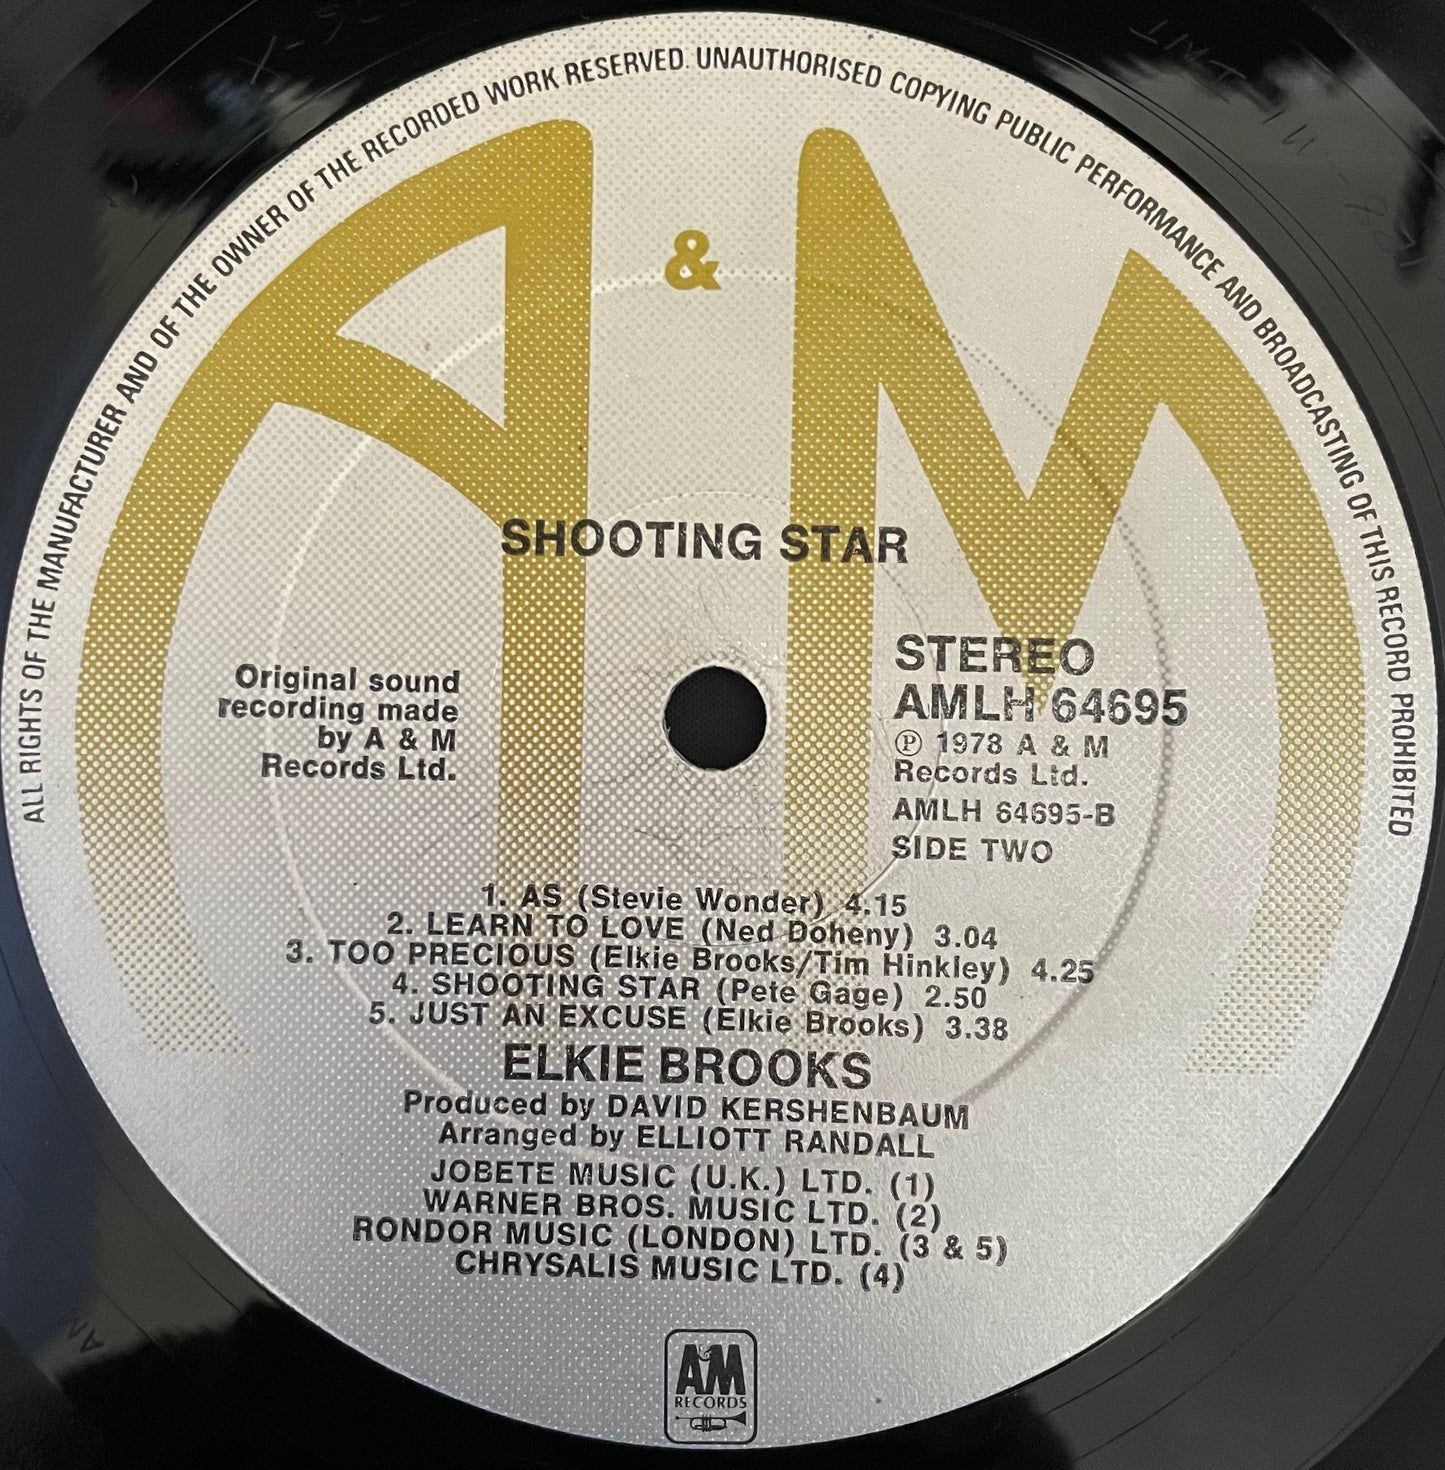 ALL RIGHTS OF THE MANUFACTURER AND OF THE OWNER OF THE RECORDED WORK RESERVED. UNAUTHORISED COPYING PUBLIC PERFORMANCE AND BROADCASTING OF THIS RECORD PROHIBITED
A & M
SHOOTING STAR
Original sound
recording made
by A & M
Records Ltd.
STEREO
AMLH 64695
℗ 1978 A & M
Records Ltd.
AMLH 64695-B
SIDE TWO
1. AS (Stevie Wonder) 4.15
2. LEARN TO LOVE (Ned Doheny) 3.04
3. TOO PRECIOUS (Elkie Brooks/Tim Hinkley) 4.25
4. SHOOTING STAR (Pete Gage) 2.50
5. JUST AN EXCUSE (Elkie Brooks) 3.38
ELKIE BROOKS
Produced by DAVID KERSHENBAUM
Arranged by ELLIOTT RANDALL
JOBETE MUSIC (U.K.) LTD. (1)
WARNER BROS. MUSIC LTD. (2)
RONDOR MUSIC (LONDON) LTD. (3 & 5)
CHRYSALIS MUSIC LTD. (4)
A&M
RECORDS